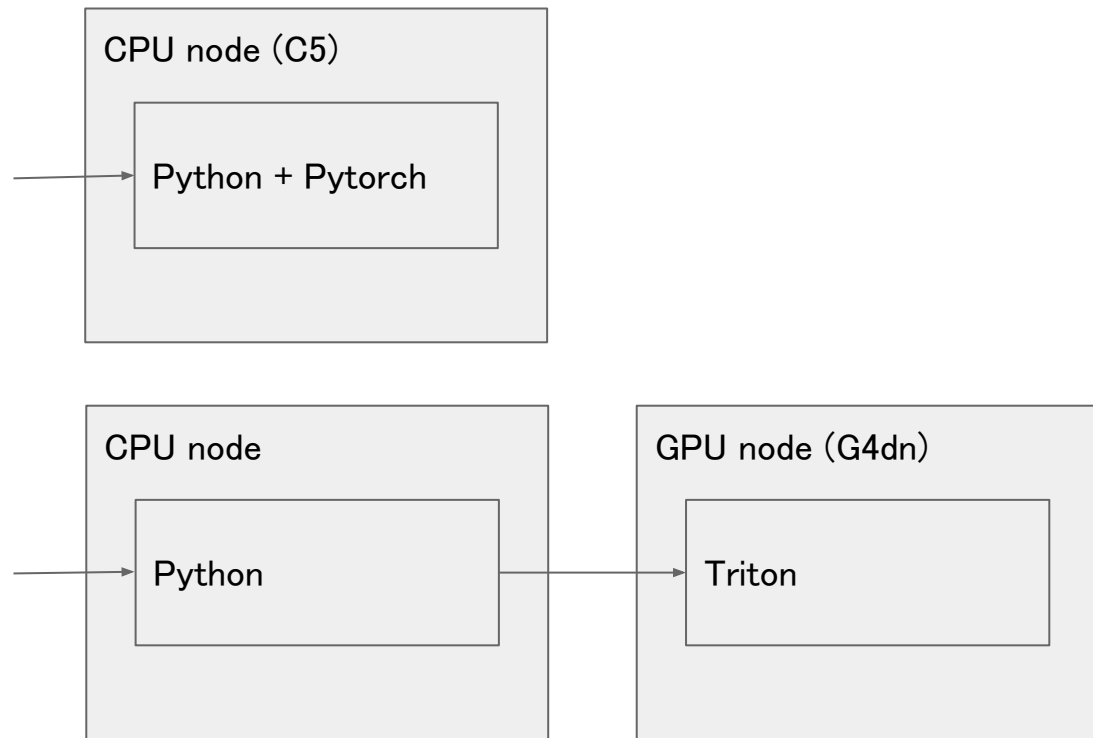 CPU node (C5)
Python + Pytorch
CPU node
GPU node (G4dn)
Python
Triton